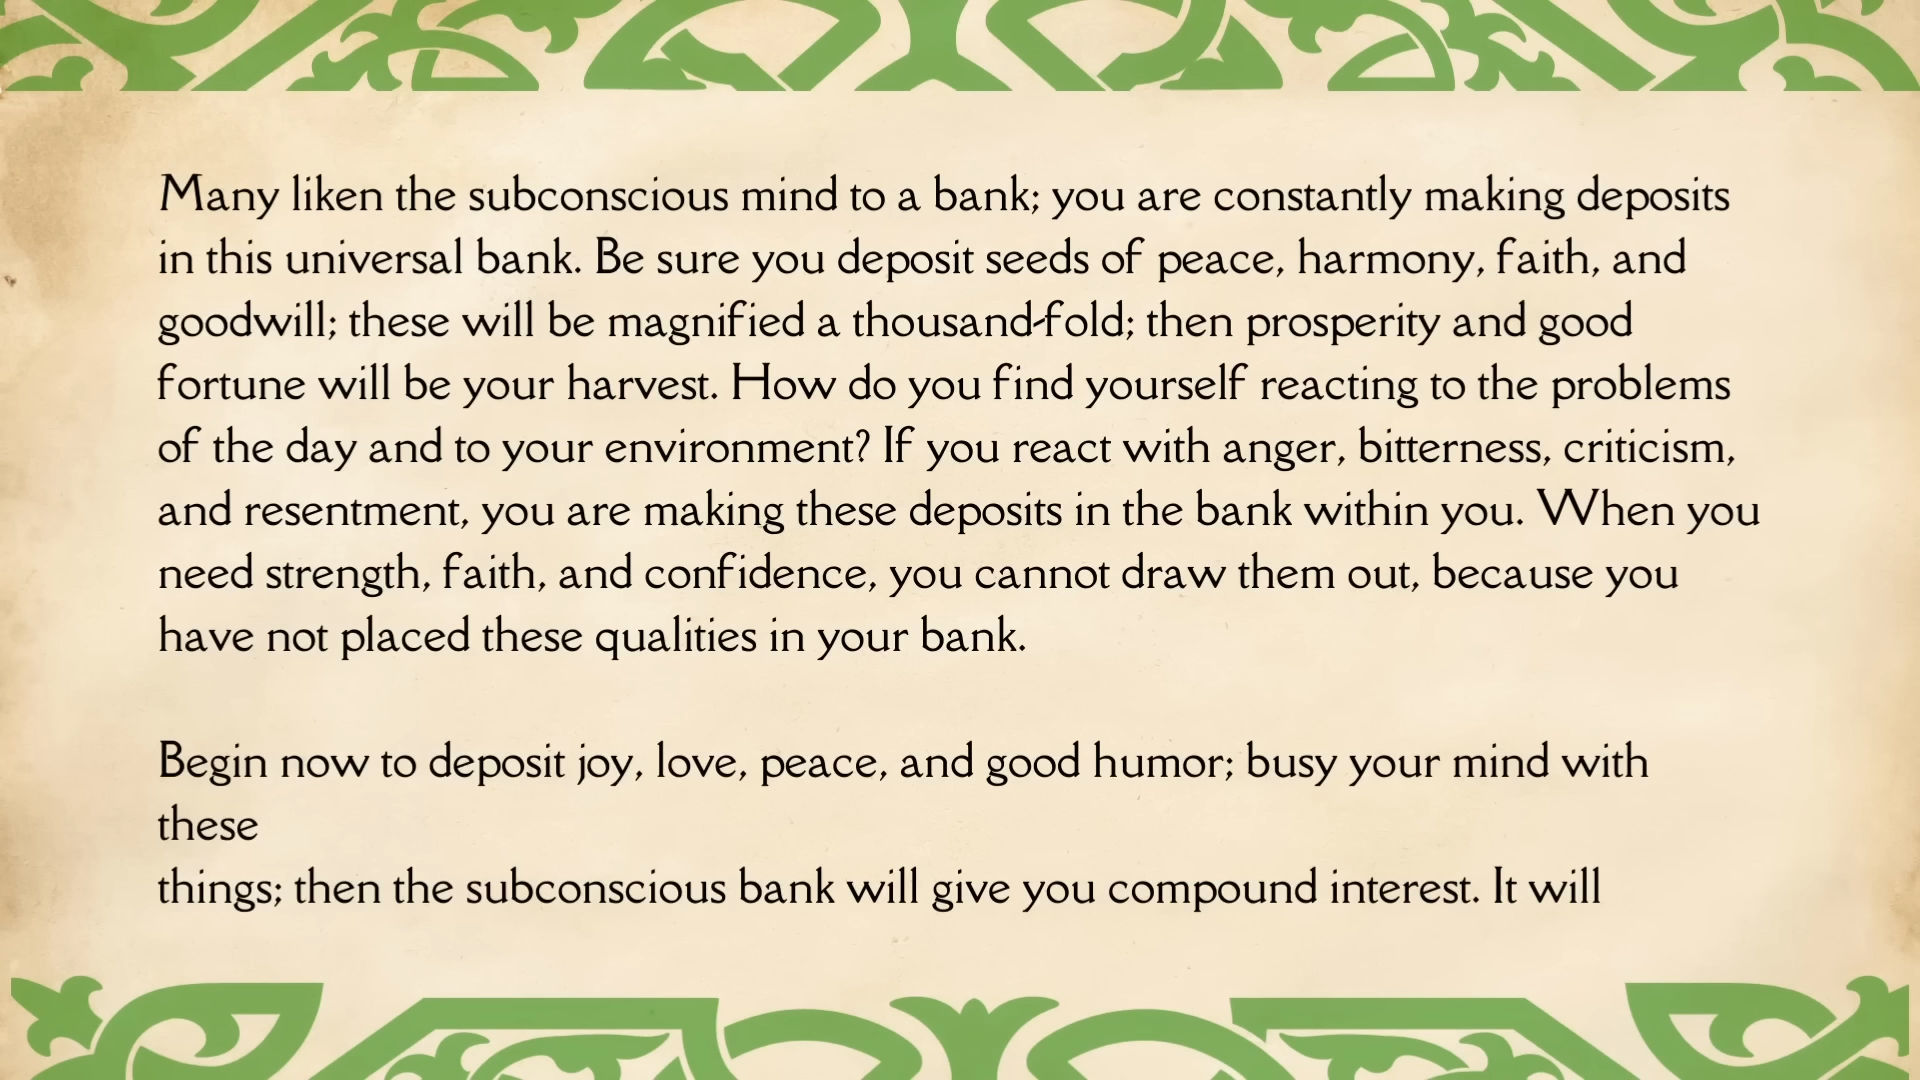 Many liken the subconscious mind to a bank; you are constantly making deposits
in this universal bank. Be sure you deposit seeds of peace, harmony, faith, and
goodwill; these will be magnified a thousand-fold; then prosperity and good
fortune will be your harvest. How do you find yourself reacting to the problems
of the day and to your environment? If you react with anger, bitterness, criticism,
and resentment, you are making these deposits in the bank within you. When you
need strength, faith, and confidence, you cannot draw them out, because you
have not placed these qualities in your bank.
Begin now to deposit joy, love, peace, and good humor; busy your mind with
these
things; then the subconscious bank will give you compound interest. It will